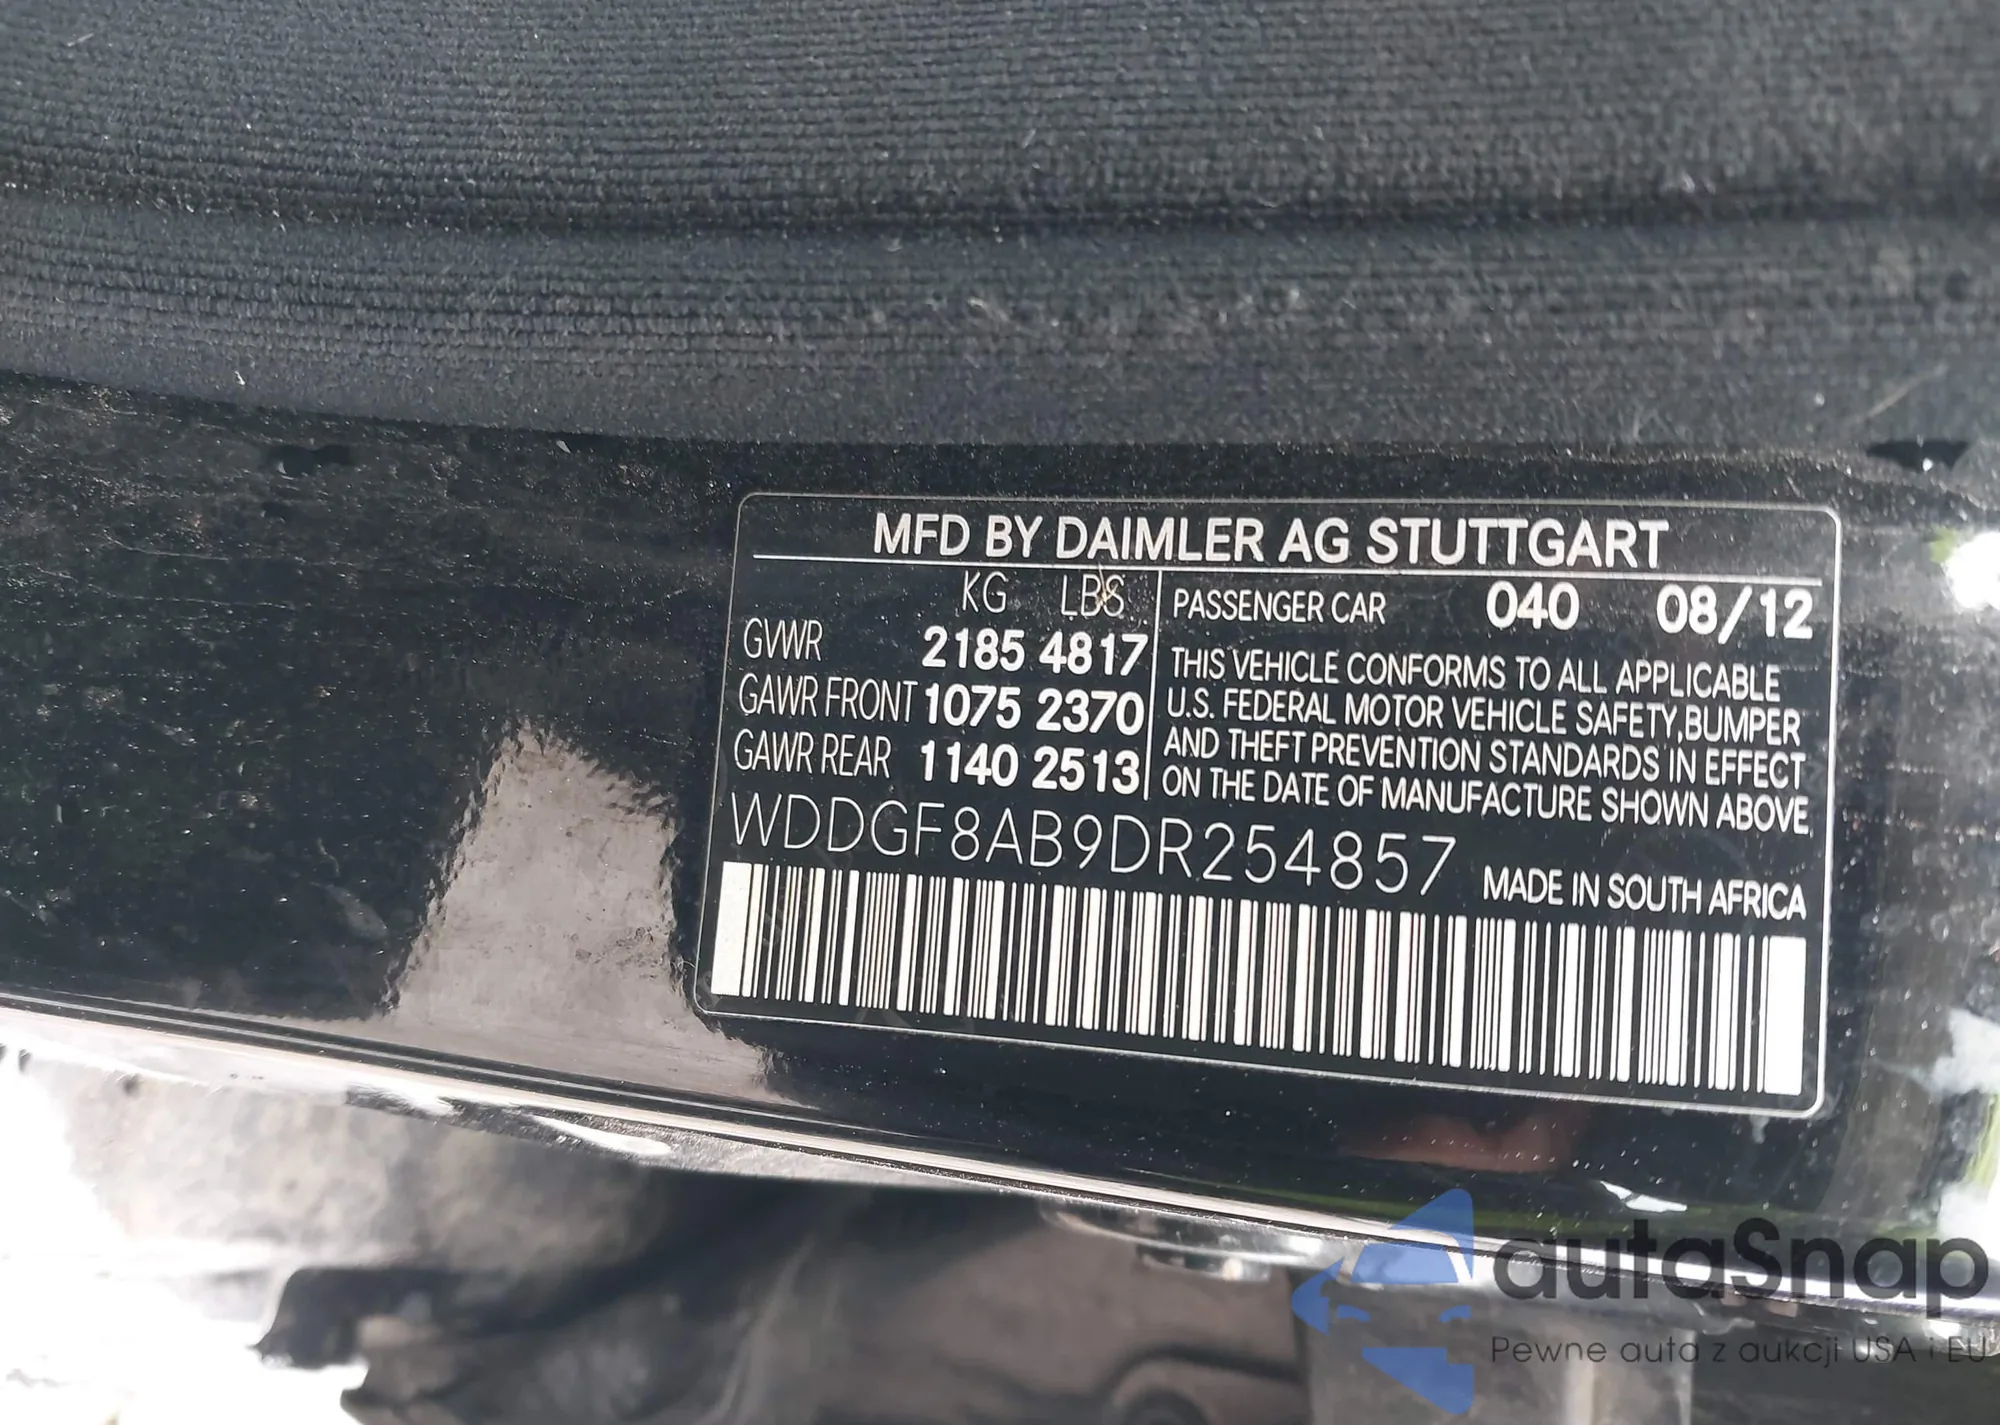 MFD BY DAIMLER AG STUTTGART
KG LBS
GVWR 2185 4817
GAWR FRONT 1075 2370
GAWR REAR 1140 2513
PASSENGER CAR 040 08/12
THIS VEHICLE CONFORMS TO ALL APPLICABLE
U.S. FEDERAL MOTOR VEHICLE SAFETY,BUMPER
AND THEFT PREVENTION STANDARDS IN EFFECT
ON THE DATE OF MANUFACTURE SHOWN ABOVE
WDDGF8AB9DR254857
MADE IN SOUTH AFRICA
autaSnap
Pewne auta z aukcji USA i EU